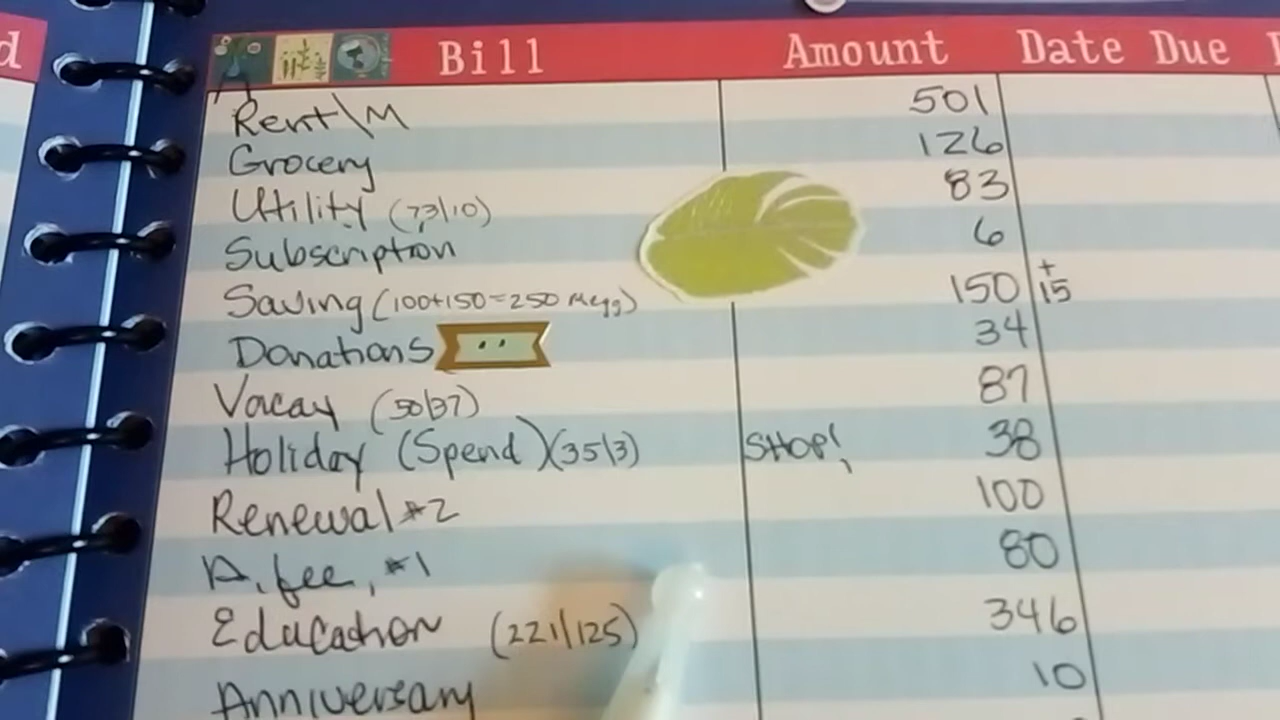 d Bill Amount Date Due
Rent\M 501
Grocery 126
Utility (73|10) 83
Subscription 6
Saving (100+150=250 150 +15
Donations 34
Vacay (50|37) 87
Holiday (Spend)(35|3) SHOP! 38
Renewal #2 100
A. fee, #1 80
Education (221/125) 346
Anniversary 10